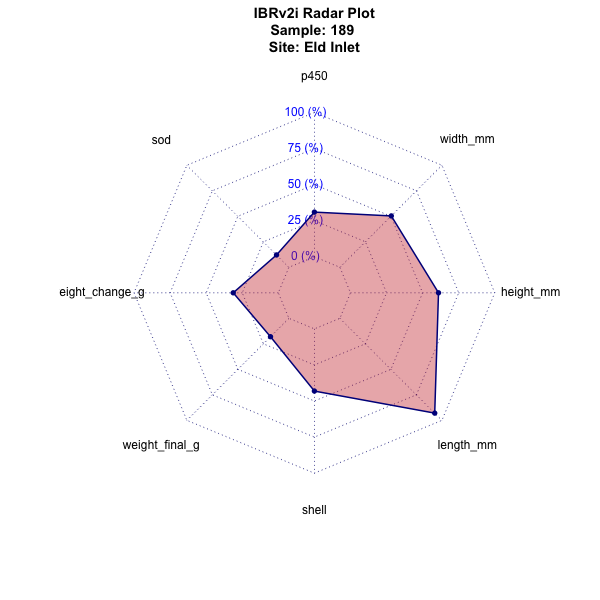 IBRv2i Radar Plot
Sample: 189
Site: Eld Inlet
p450
100 (%)
sod
width_mm
75 (%)
50 (%)
25 (%)
0 (%)
eight_change_g
height_mm
weight_final_g
length_mm
shell